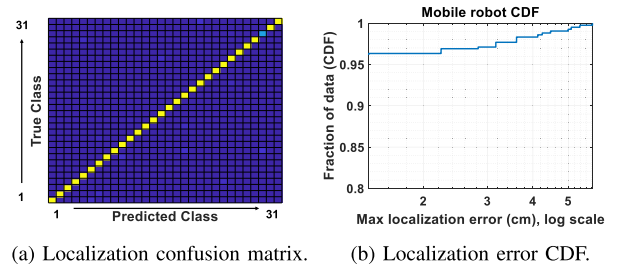 31
True Class
1
1
Predicted Class
31
(a) Localization confusion matrix.
Mobile robot CDF
Fraction of data (CDF)
1
0.95
0.9
0.85
0.8
2
3
4
5
Max localization error (cm), log scale
(b) Localization error CDF.